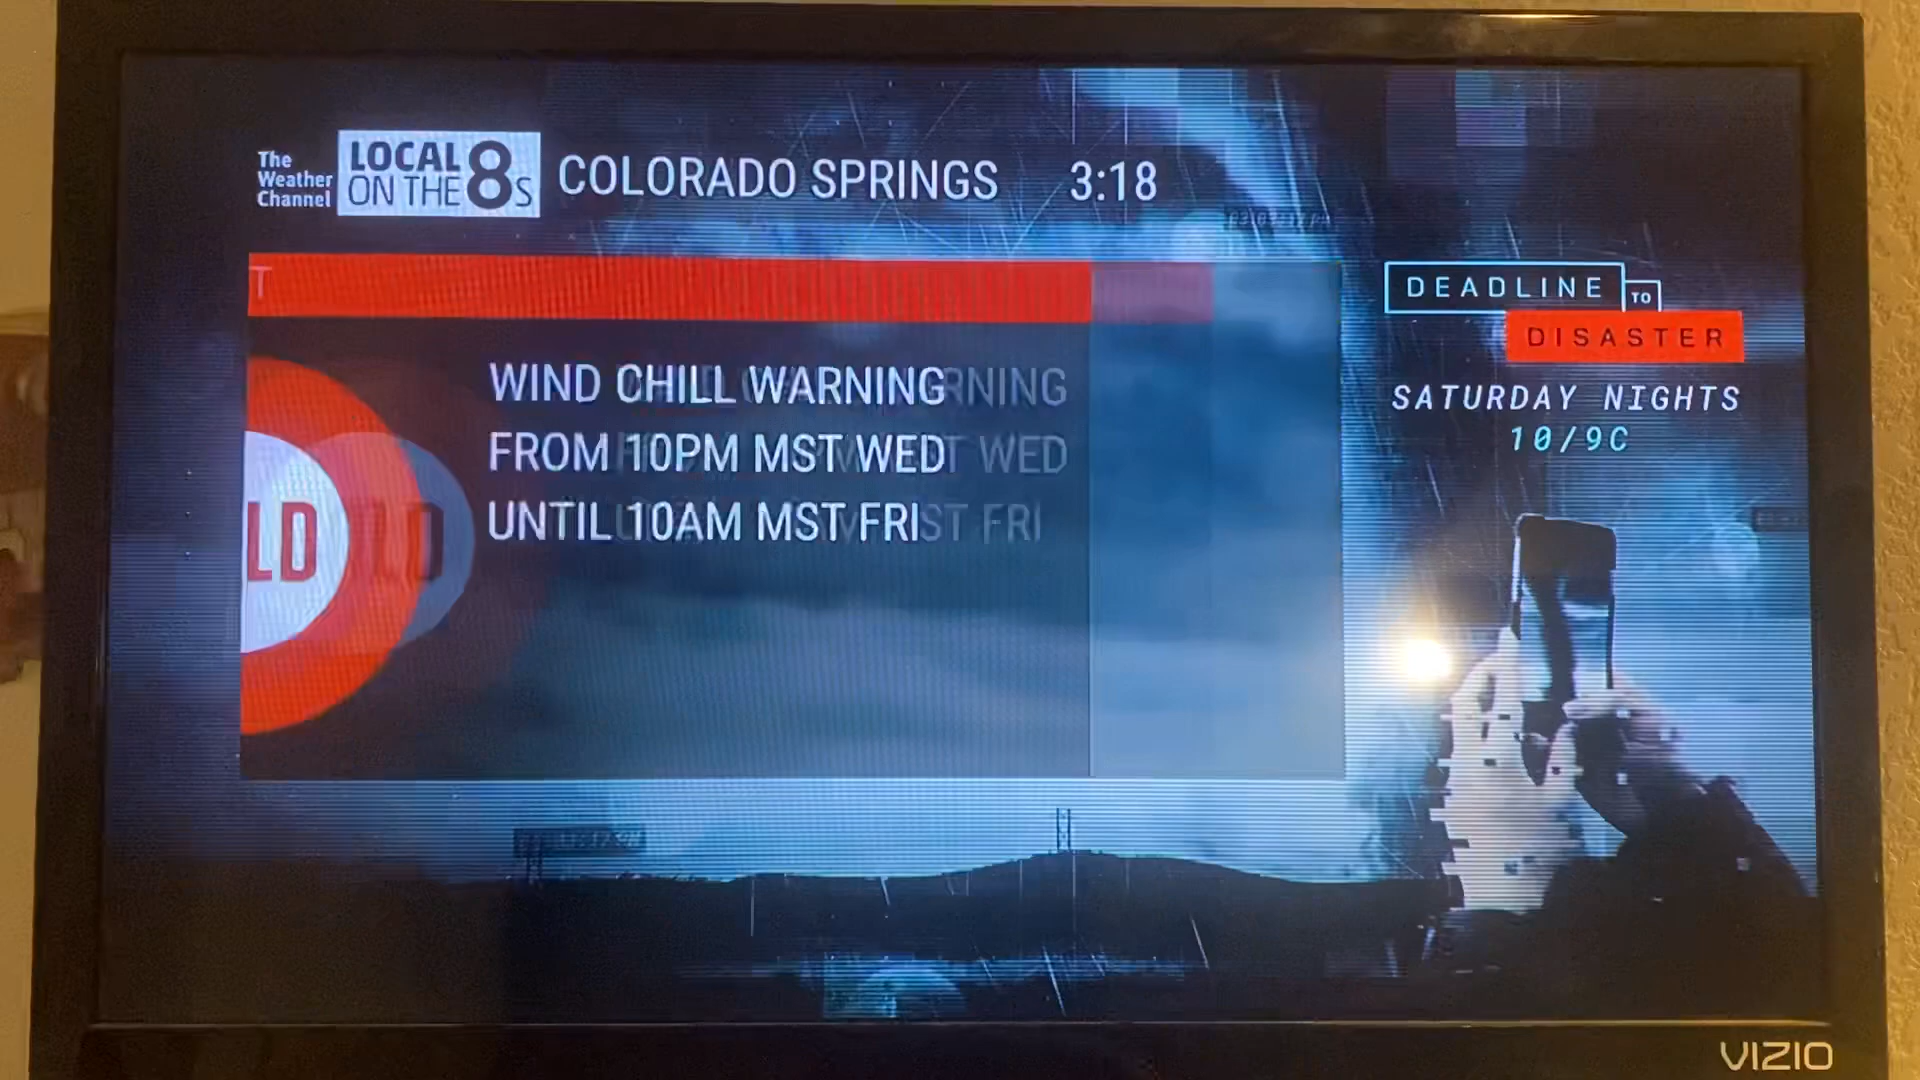 The
Weather
Channel
LOCAL
ON THE 8s
COLORADO SPRINGS
3:18
T
DEADLINE
TO
DISASTER
SATURDAY NIGHTS
10/9C
WIND CHILL WARNING
FROM 10PM MST WED
UNTIL 10AM MST FRI
LD
VIZIO